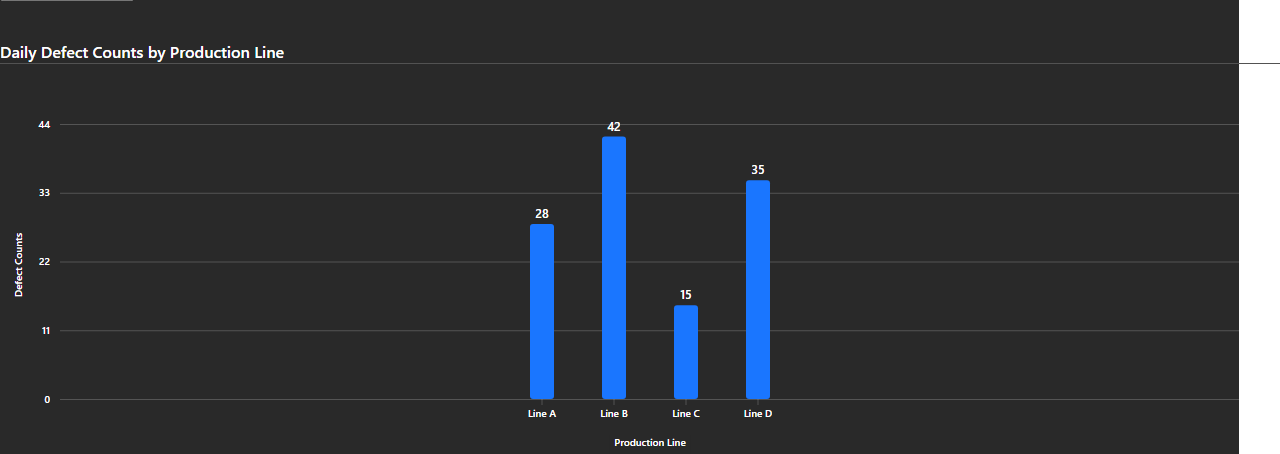 Daily Defect Counts by Production Line
44
42
35
33
28
Defect Counts
22
15
11
0
Line A Line B Line C Line D
Production Line